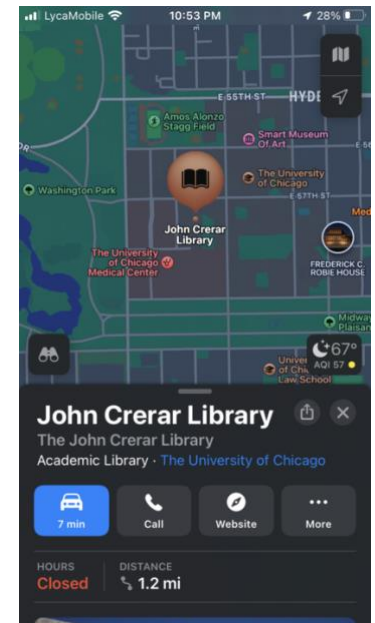 LycaMobile
10:53 PM
28%
E 55TH ST
HYDE
Amos Alonzo
Stagg Field
Smart Museum
Of Art
E 56
The University
of Chicago
Washington Park
E 57TH ST
John Crerar
Library
Med
The University
of Chicago
Medical Center
FREDERICK C.
ROBIE HOUSE
Midway
Plaisan
67°
AQI 57
Univer
of Chi
Law School
John Crerar Library
The John Crerar Library
Academic Library · The University of Chicago
7 min
Call
Website
More
HOURS
DISTANCE
Closed
1.2 mi